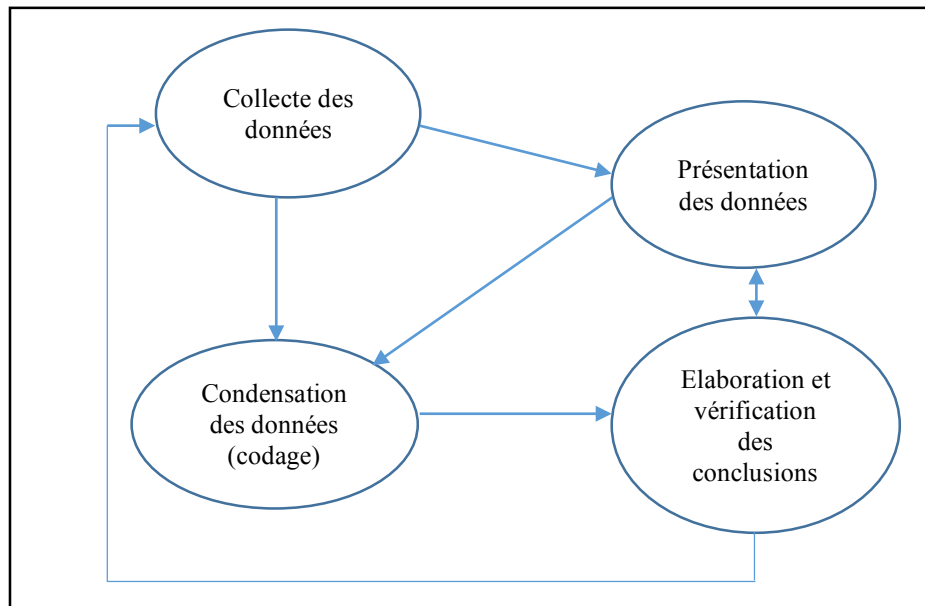 Collecte des
données
Présentation
des données
Condensation
des données
(codage)
Elaboration et
vérification
des
conclusions